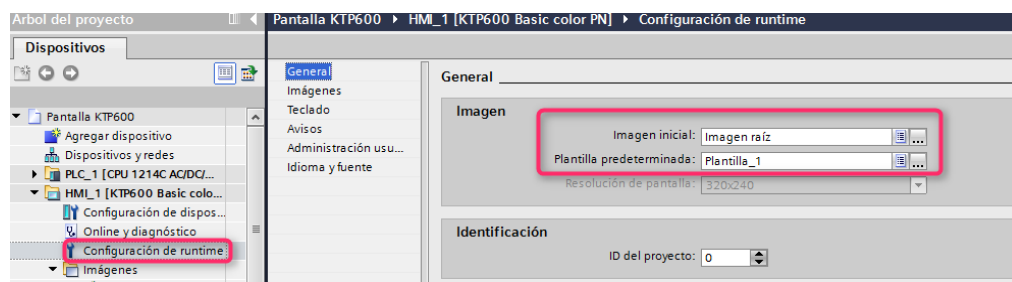 Árbol del proyecto
Pantalla KTP600 ▸ HMI_1 [KTP600 Basic color PN] ▸ Configuración de runtime
Dispositivos
Pantalla KTP600
Agregar dispositivo
Dispositivos y redes
PLC_1 [CPU 1214C AC/DC/...
HMI_1 [KTP600 Basic colo...
Configuración de dispos...
Online y diagnóstico
Configuración de runtime
Imágenes
General
Imágenes
Teclado
Avisos
Administración usu...
Idioma y fuente
General
Imagen
Imagen inicial: Imagen raíz
Plantilla predeterminada: Plantilla_1
Resolución de pantalla: 320x240
Identificación
ID del proyecto: 0